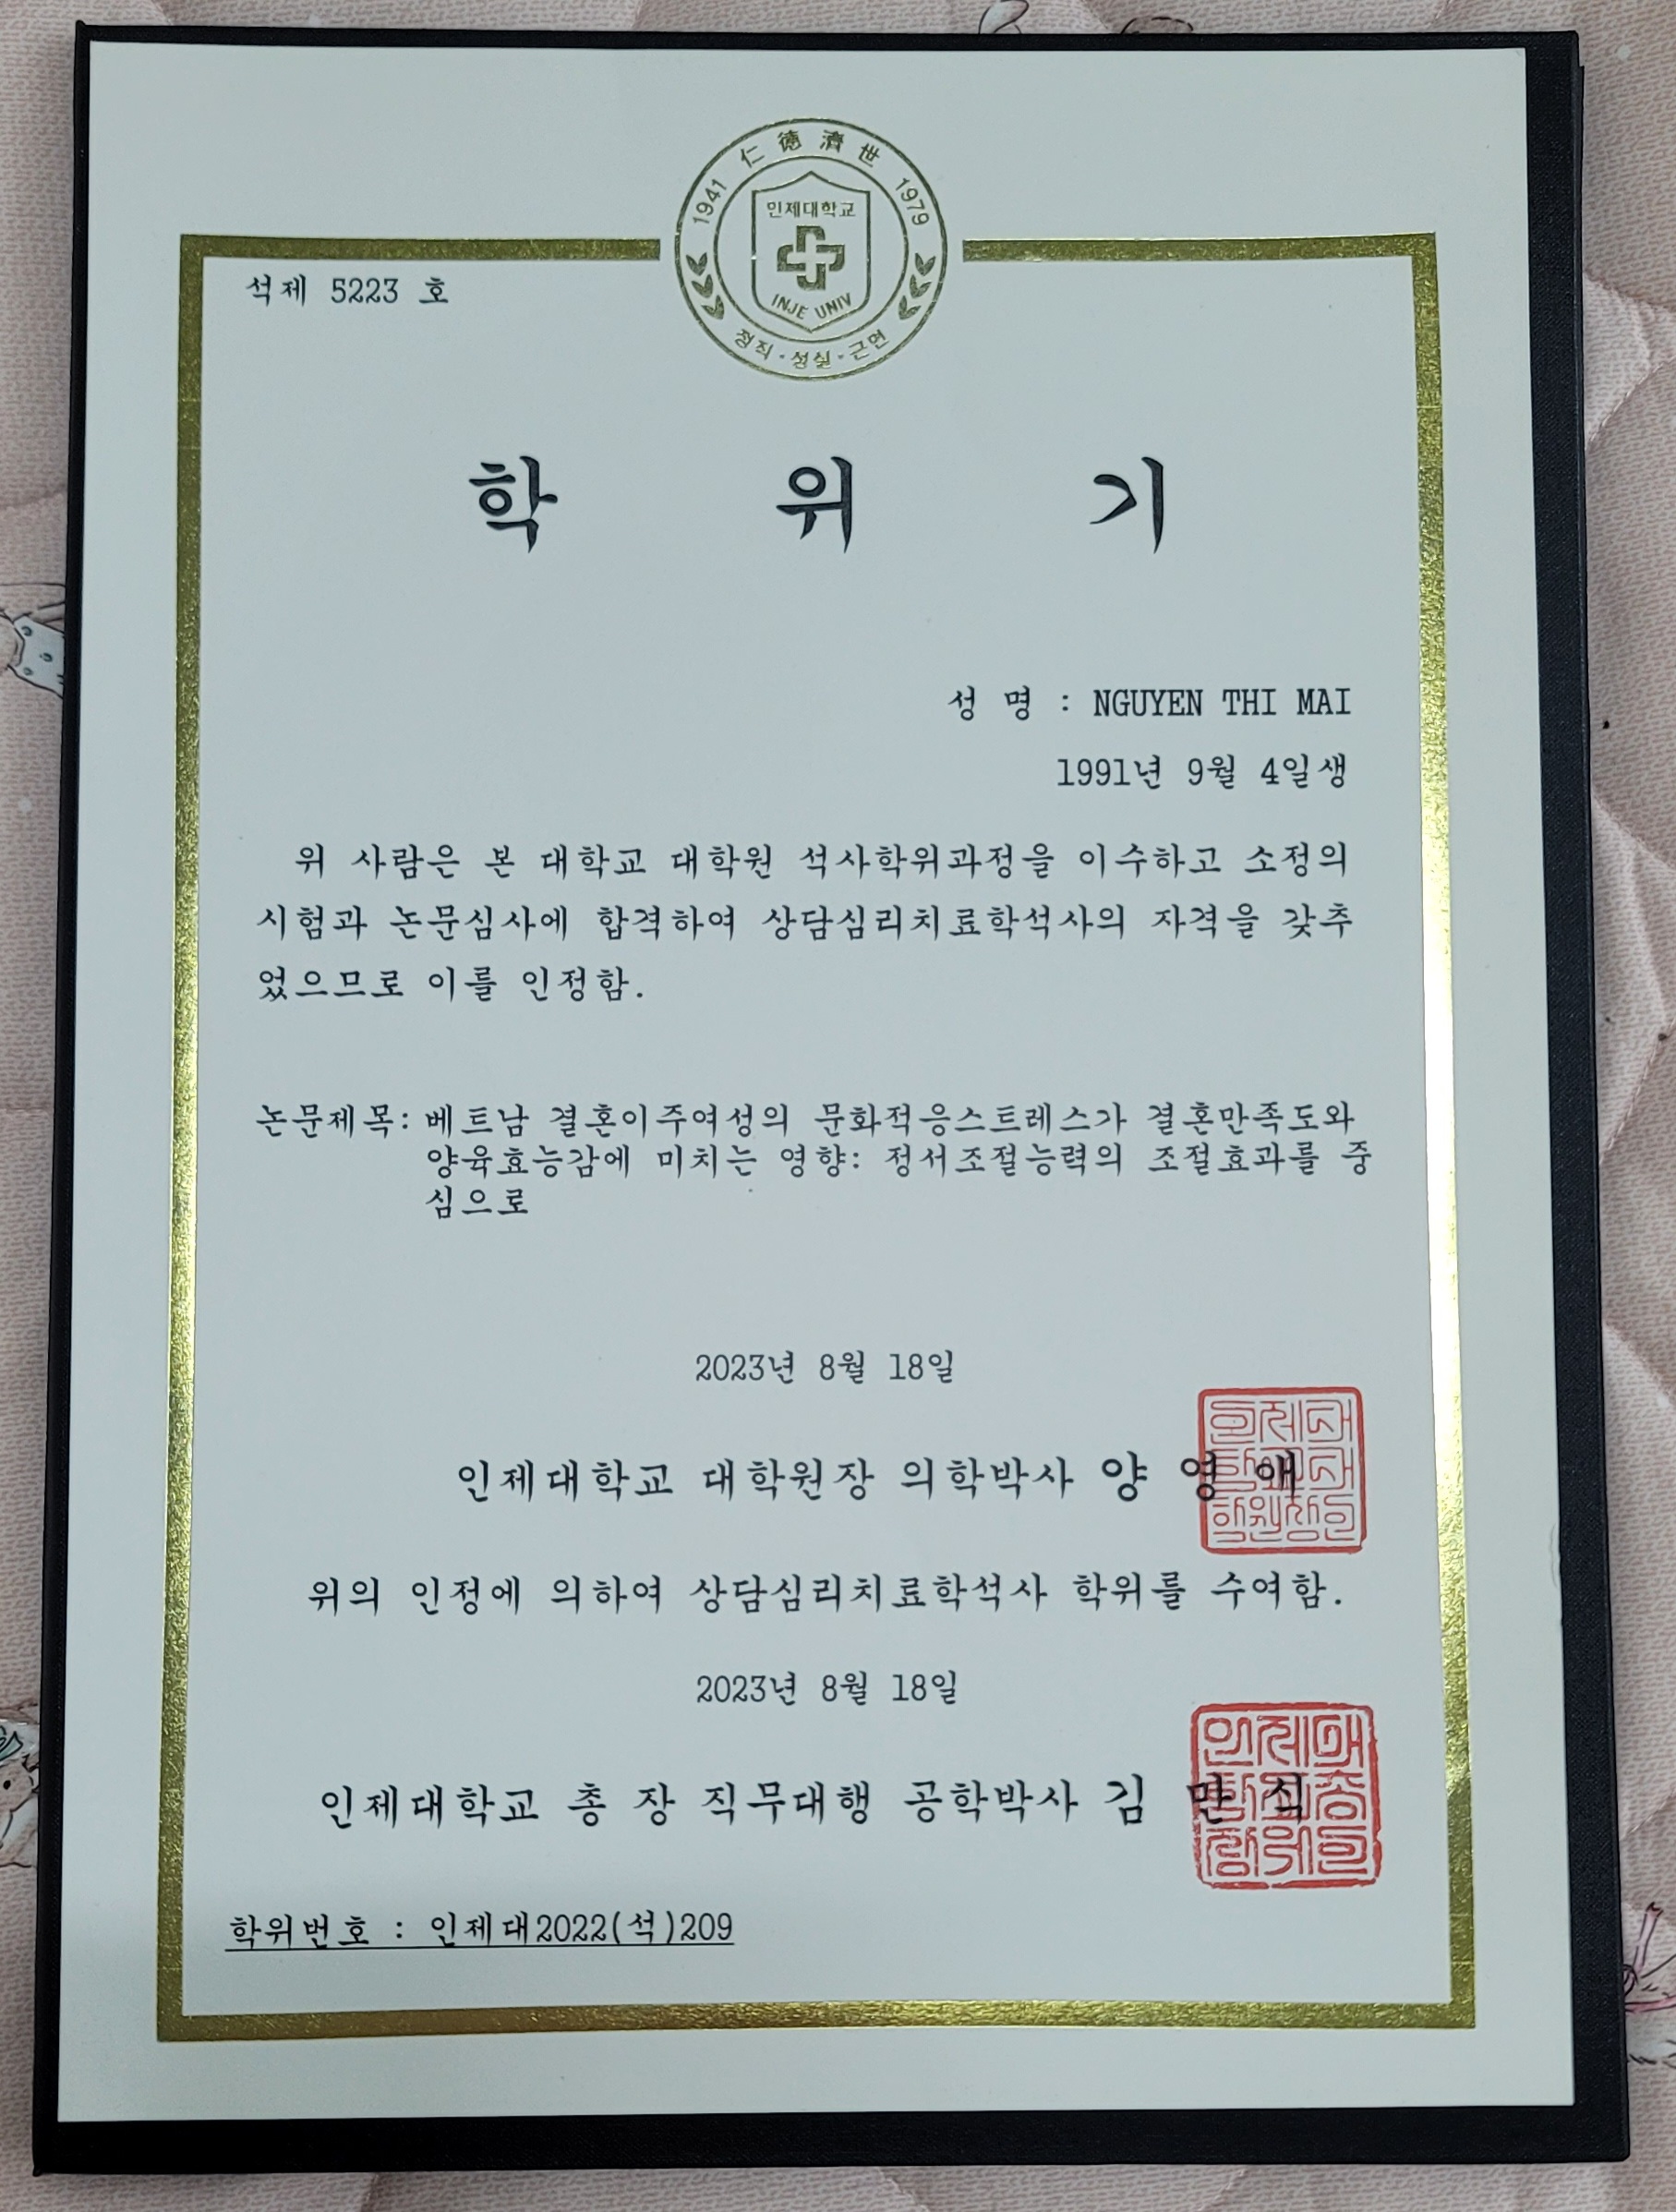 仁德濟世
1941 1979
인제대학교
INJE UNIV
정직·성실·근면
석제 5223 호
학 위 기
성 명 : NGUYEN THI MAI
1991년 9월 4일생
위 사람은 본 대학교 대학원 석사학위과정을 이수하고 소정의
시험과 논문심사에 합격하여 상담심리치료학석사의 자격을 갖추
었으므로 이를 인정함.
논문제목: 베트남 결혼이주여성의 문화적응스트레스가 결혼만족도와
양육효능감에 미치는 영향: 정서조절능력의 조절효과를 중
심으로
2023년 8월 18일
인제대학교 대학원장 의학박사 양 영 애
위의 인정에 의하여 상담심리치료학석사 학위를 수여함.
2023년 8월 18일
인제대학교 총 장 직무대행 공학박사 김 만 식
학위번호 : 인제대2022(석)209